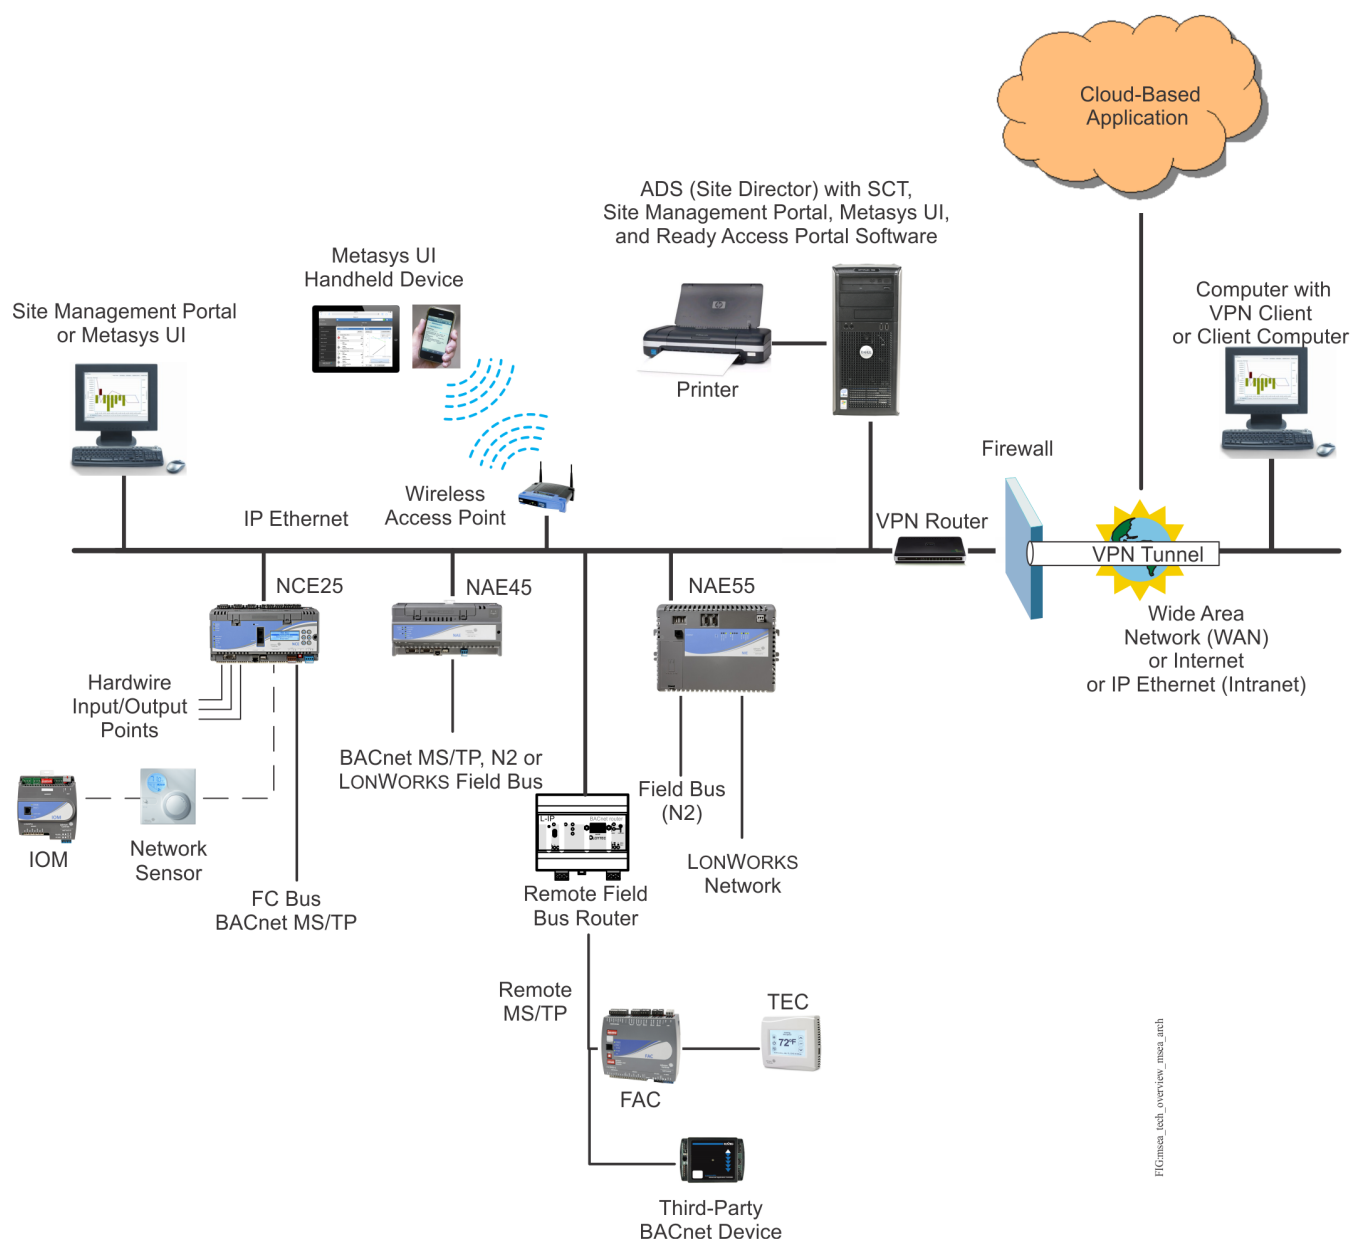 Cloud-Based
Application
ADS (Site Director) with SCT,
Site Management Portal, Metasys UI,
and Ready Access Portal Software
Metasys UI
Handheld Device
Site Management Portal
or Metasys UI
Computer with
VPN Client
or Client Computer
Printer
Firewall
Wireless
Access Point
IP Ethernet
VPN Router
VPN Tunnel
NCE25
NAE45
NAE55
Wide Area
Network (WAN)
or Internet
or IP Ethernet (Intranet)
Hardwire
Input/Output
Points
BACnet MS/TP, N2 or
LONWORKS Field Bus
Field Bus
(N2)
L-IP
BACnet router
IOM
Network
Sensor
LONWORKS
Network
FC Bus
BACnet MS/TP
Remote Field
Bus Router
Remote
MS/TP
TEC
72°F
FAC
Third-Party
BACnet Device
FIG:msea_tech_overview_msea_arch